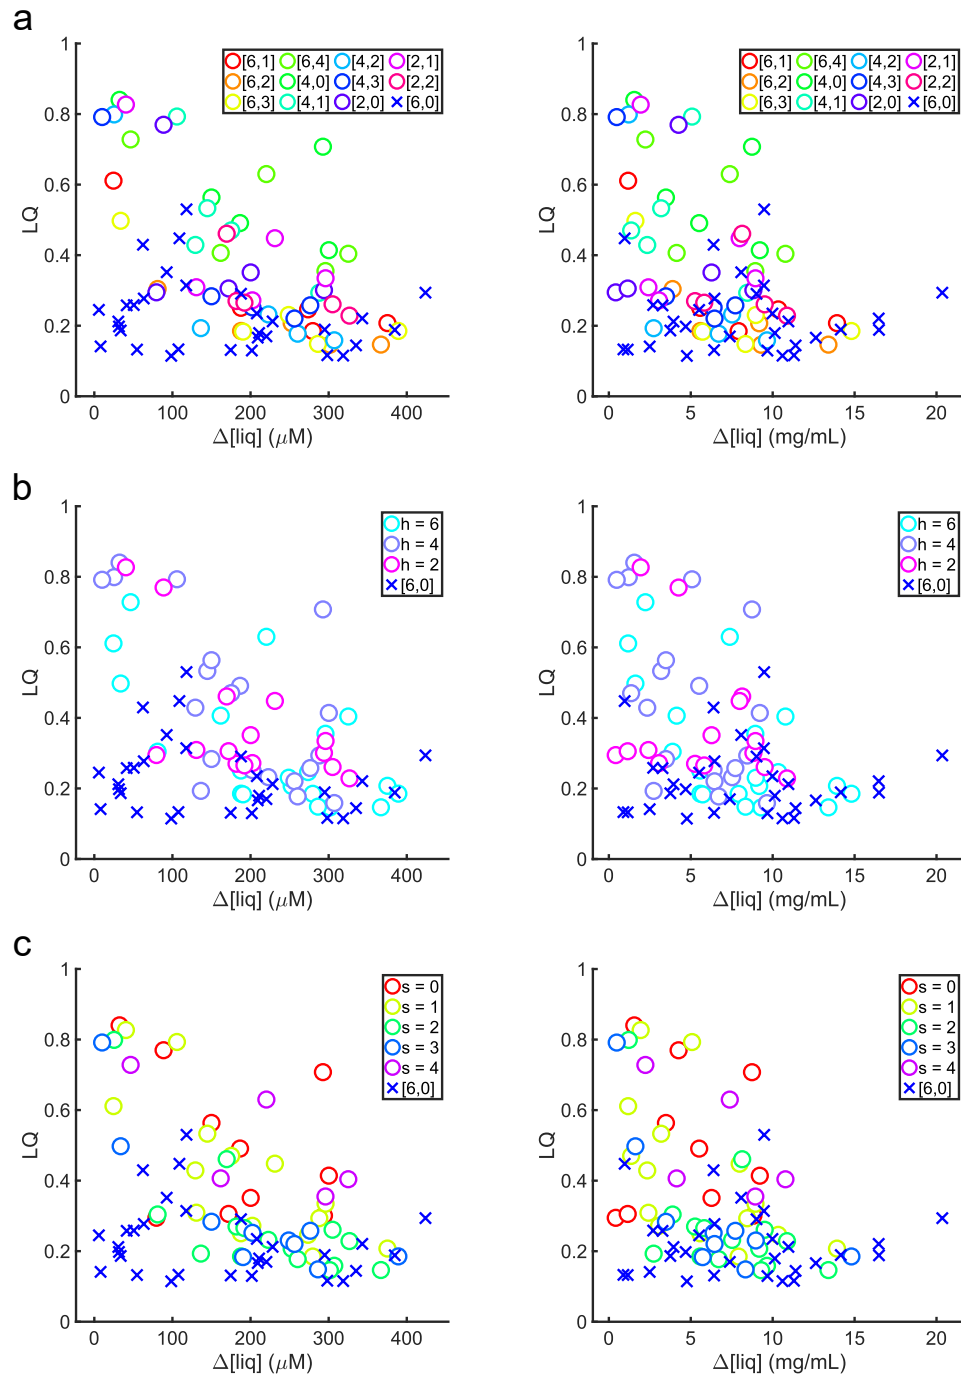 a
1
0.8
0.6
0.4
0.2
0
LQ
0
100
200
300
400
Δ[liq] (μM)
[6,1] [6,4] [4,2] [2,1]
[6,2] [4,0] [4,3] [2,2]
[6,3] [4,1] [2,0] [6,0]
1
0.8
0.6
0.4
0.2
0
LQ
0
5
10
15
20
Δ[liq] (mg/mL)
[6,1] [6,4] [4,2] [2,1]
[6,2] [4,0] [4,3] [2,2]
[6,3] [4,1] [2,0] [6,0]
b
1
0.8
0.6
0.4
0.2
0
LQ
0
100
200
300
400
Δ[liq] (μM)
h = 6
h = 4
h = 2
[6,0]
1
0.8
0.6
0.4
0.2
0
LQ
0
5
10
15
20
Δ[liq] (mg/mL)
h = 6
h = 4
h = 2
[6,0]
c
1
0.8
0.6
0.4
0.2
0
LQ
0
100
200
300
400
Δ[liq] (μM)
s = 0
s = 1
s = 2
s = 3
s = 4
[6,0]
1
0.8
0.6
0.4
0.2
0
LQ
0
5
10
15
20
Δ[liq] (mg/mL)
s = 0
s = 1
s = 2
s = 3
s = 4
[6,0]